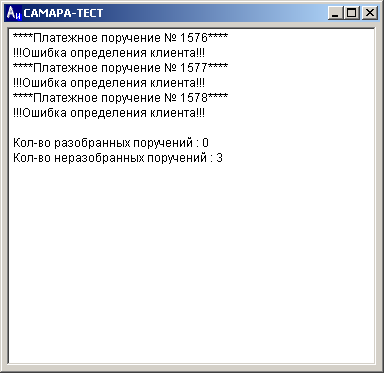 САМАРА-ТЕСТ
****Платежное поручение № 1576****
!!!Ошибка определения клиента!!!
****Платежное поручение № 1577****
!!!Ошибка определения клиента!!!
****Платежное поручение № 1578****
!!!Ошибка определения клиента!!!
Кол-во разобранных поручений : 0
Кол-во неразобранных поручений : 3